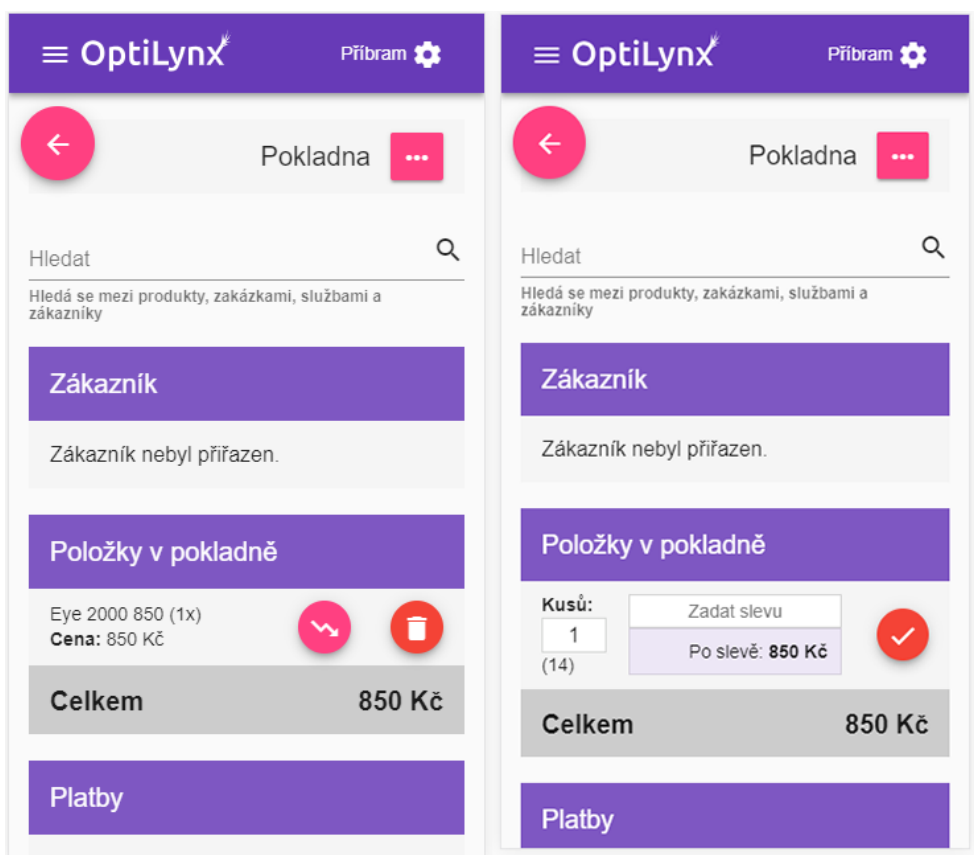 OptiLynx
Příbram
Pokladna
Hledat
Hledá se mezi produkty, zakázkami, službami a
zákazníky
Zákazník
Zákazník nebyl přiřazen.
Položky v pokladně
Eye 2000 850 (1x)
Cena: 850 Kč
Celkem 850 Kč
Platby
OptiLynx
Příbram
Pokladna
Hledat
Hledá se mezi produkty, zakázkami, službami a
zákazníky
Zákazník
Zákazník nebyl přiřazen.
Položky v pokladně
Kusů:
1
(14)
Zadat slevu
Po slevě: 850 Kč
Celkem 850 Kč
Platby